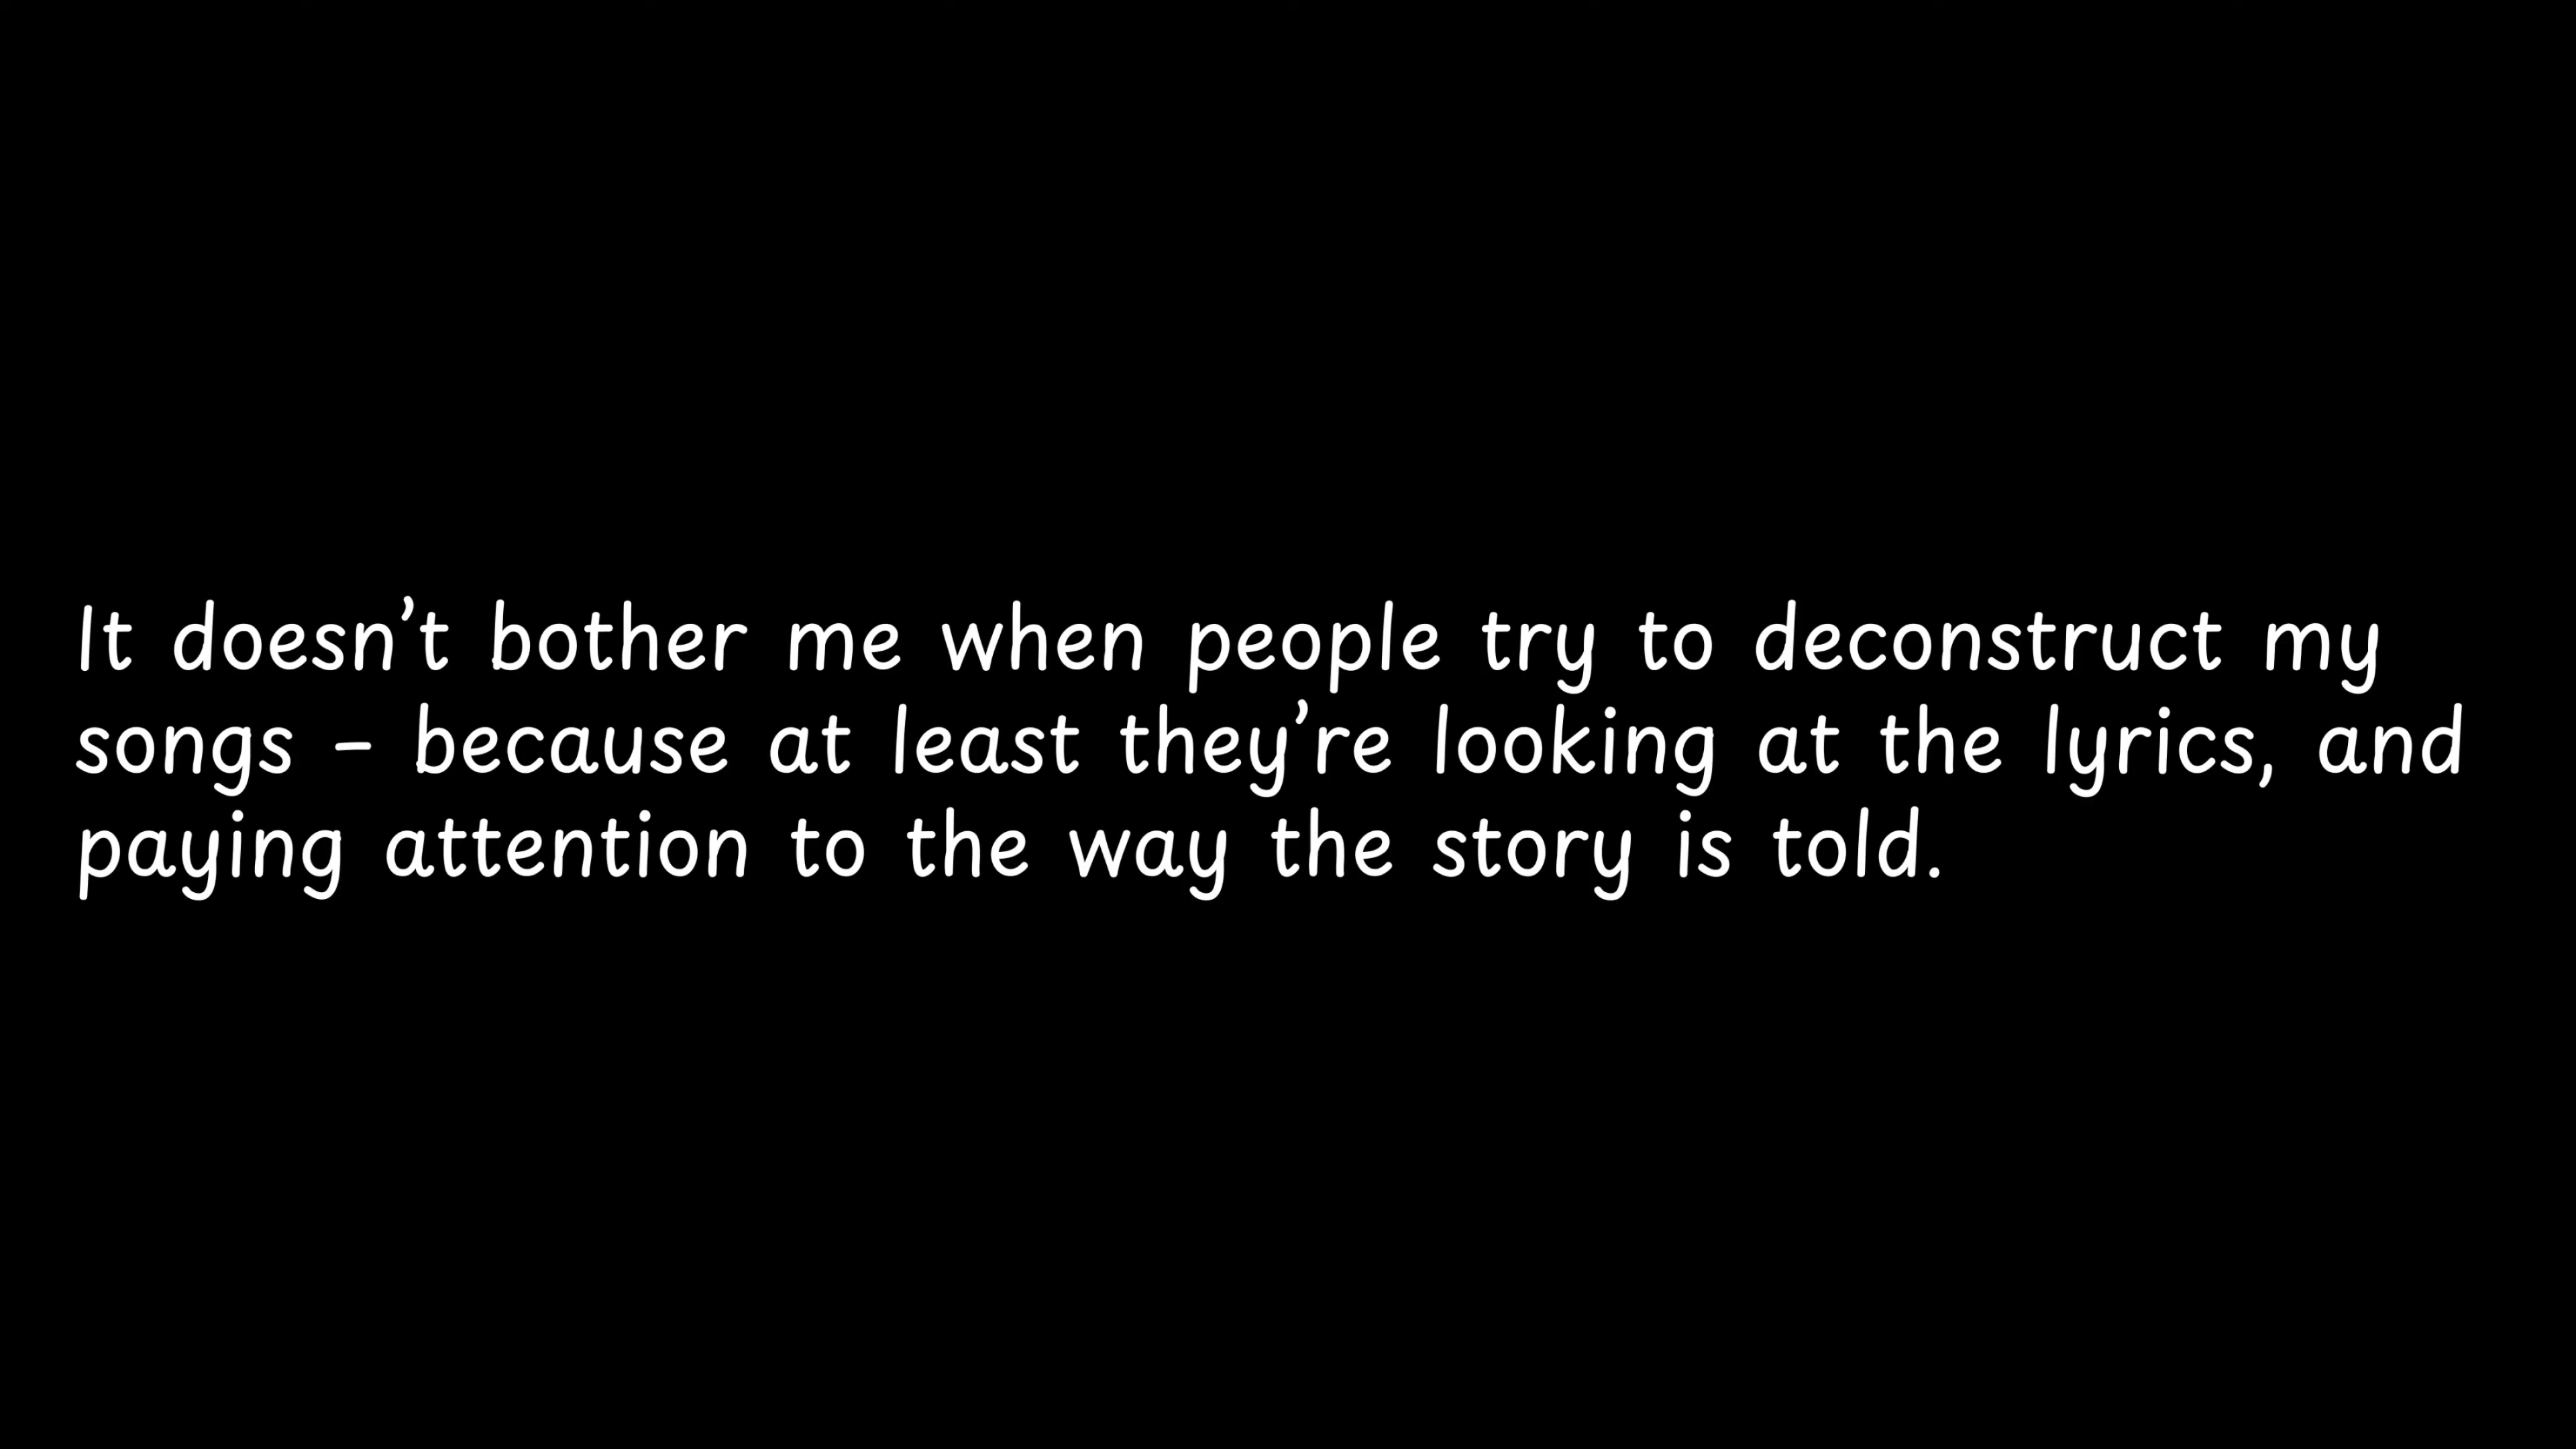 It doesn’t bother me when people try to deconstruct my
songs – because at least they’re looking at the lyrics, and
paying attention to the way the story is told.